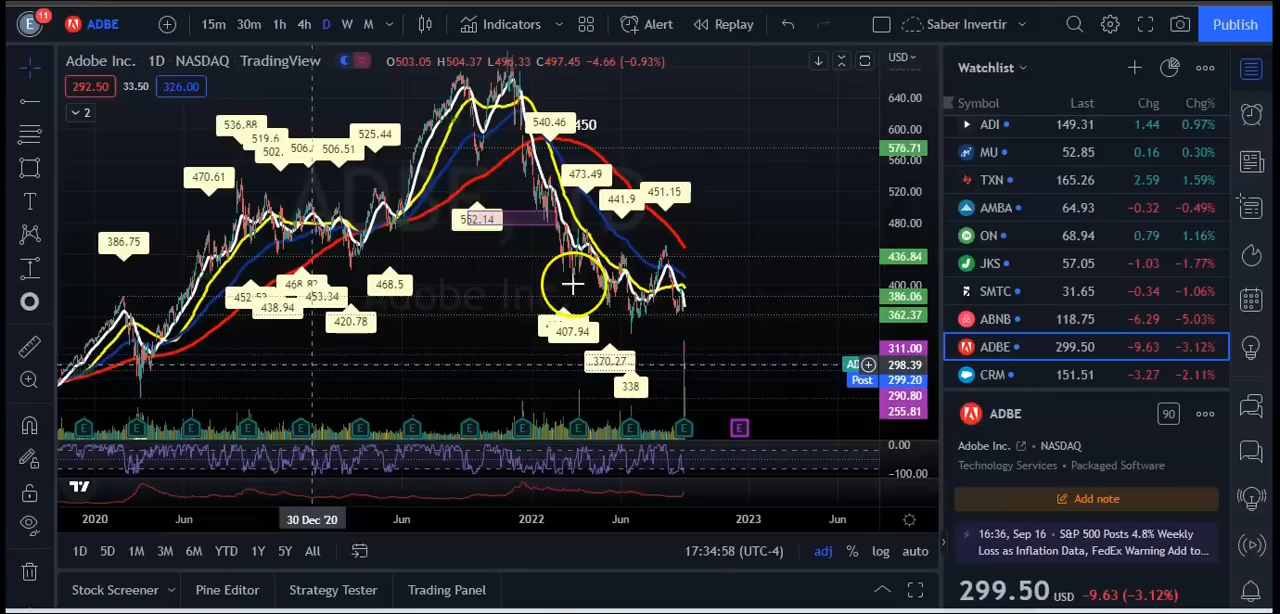 E 11 ADBE 15m 30m 1h 4h D W M Indicators Alert Replay Saber Invertir Publish
Adobe Inc. · 1D · NASDAQ · TradingView O503.05 H504.37 L496.33 C497.45 −4.66 (−0.93%)
292.50 33.50 326.00
2
USD
640.00
600.00
576.71
560.00
520.00
480.00
436.84
400.00
386.06
362.37
311.00
298.39
Post 299.20
290.80
255.81
0.00
−100.00
386.75
470.61
536.88
519.6
502.
506.51
525.44
540.46
450
473.49
441.9
451.15
552.14
468.5
438.94
453.34
420.78
407.94
370.27
338
Adobe Inc
E E E E E E E E E E E E E
2020 Jun 30 Dec '20 Jun 2022 Jun 2023 Jun
1D 5D 1M 3M 6M YTD 1Y 5Y All 17:34:58 (UTC-4) adj % log auto
Stock Screener Pine Editor Strategy Tester Trading Panel
Watchlist
Symbol Last Chg Chg%
ADI 149.31 1.44 0.97%
MU 52.85 0.16 0.30%
TXN 165.26 2.59 1.59%
AMBA 64.93 −0.32 −0.49%
ON 68.94 0.79 1.16%
JKS 57.05 −1.03 −1.77%
SMTC 31.65 −0.34 −1.06%
ABNB 118.75 −6.29 −5.03%
ADBE 299.50 −9.63 −3.12%
CRM 151.51 −3.27 −2.11%
ADBE 90
Adobe Inc. • NASDAQ
Technology Services • Packaged Software
Add note
16:36, Sep 16 • S&P 500 Posts 4.8% Weekly
Loss as Inflation Data, FedEx Warning Add to...
299.50 USD −9.63 (−3.12%)